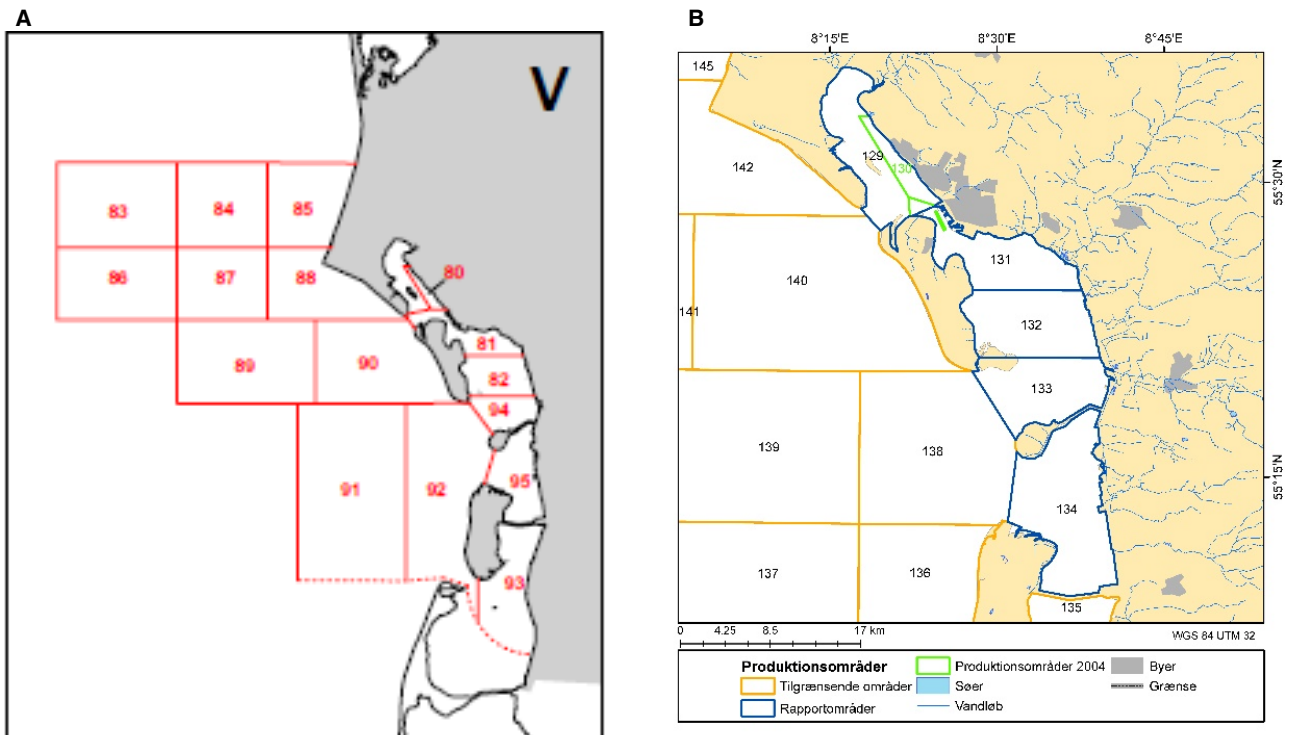 A
V
83 84 85
86 87 88
80
81
89 90
82
94
91 92 95
93
B
8°15'E 8°30'E 8°45'E
145
142 129 130
55°30'N
131
140
141 132
133
139 138
55°15'N
134
137 136
135
0 4.25 8.5 17 km
WGS 84 UTM 32
Produktionsområder
Tilgrænsende områder
Rapportområder
Produktionsområder 2004
Søer
Vandløb
Byer
Grænse